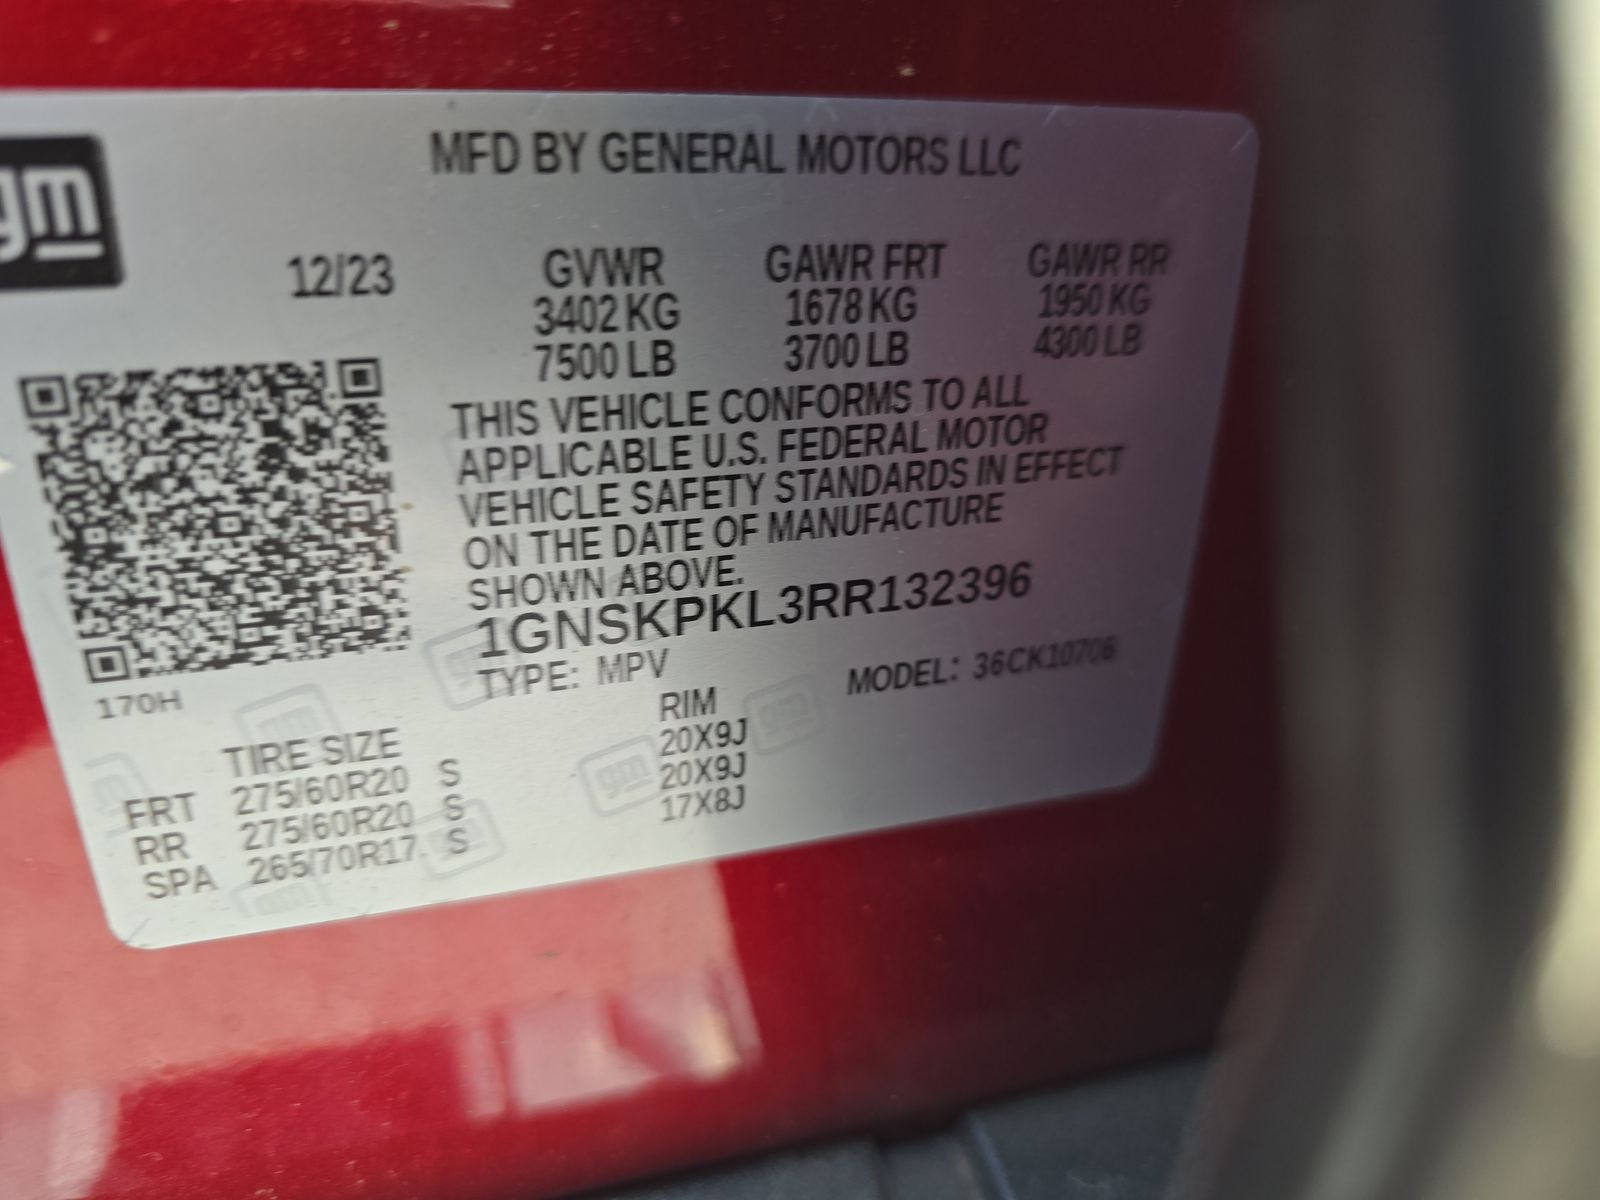 gm
MFD BY GENERAL MOTORS LLC
12/23 GVWR GAWR FRT GAWR RR
3402 KG 1678 KG 1950 KG
7500 LB 3700 LB 4300 LB
THIS VEHICLE CONFORMS TO ALL
APPLICABLE U.S. FEDERAL MOTOR
VEHICLE SAFETY STANDARDS IN EFFECT
ON THE DATE OF MANUFACTURE
SHOWN ABOVE.
1GNSKPKL3RR132396
TYPE: MPV MODEL: 36CK10706
170H
TIRE SIZE RIM
FRT 275/60R20 S 20X9J
RR 275/60R20 S 20X9J
SPA 265/70R17 S 17X8J